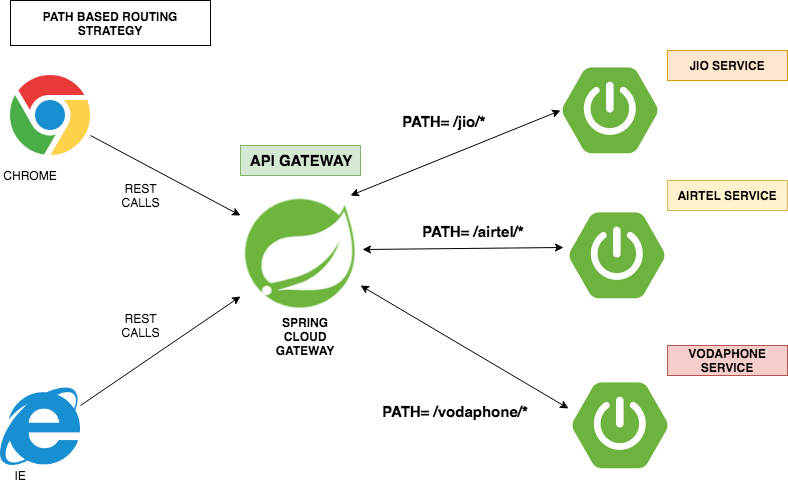 PATH BASED ROUTING
STRATEGY
JIO SERVICE
PATH= /jio/*
API GATEWAY
CHROME
REST
CALLS
AIRTEL SERVICE
PATH= /airtel/*
SPRING
CLOUD
GATEWAY
REST
CALLS
VODAPHONE
SERVICE
PATH= /vodaphone/*
IE